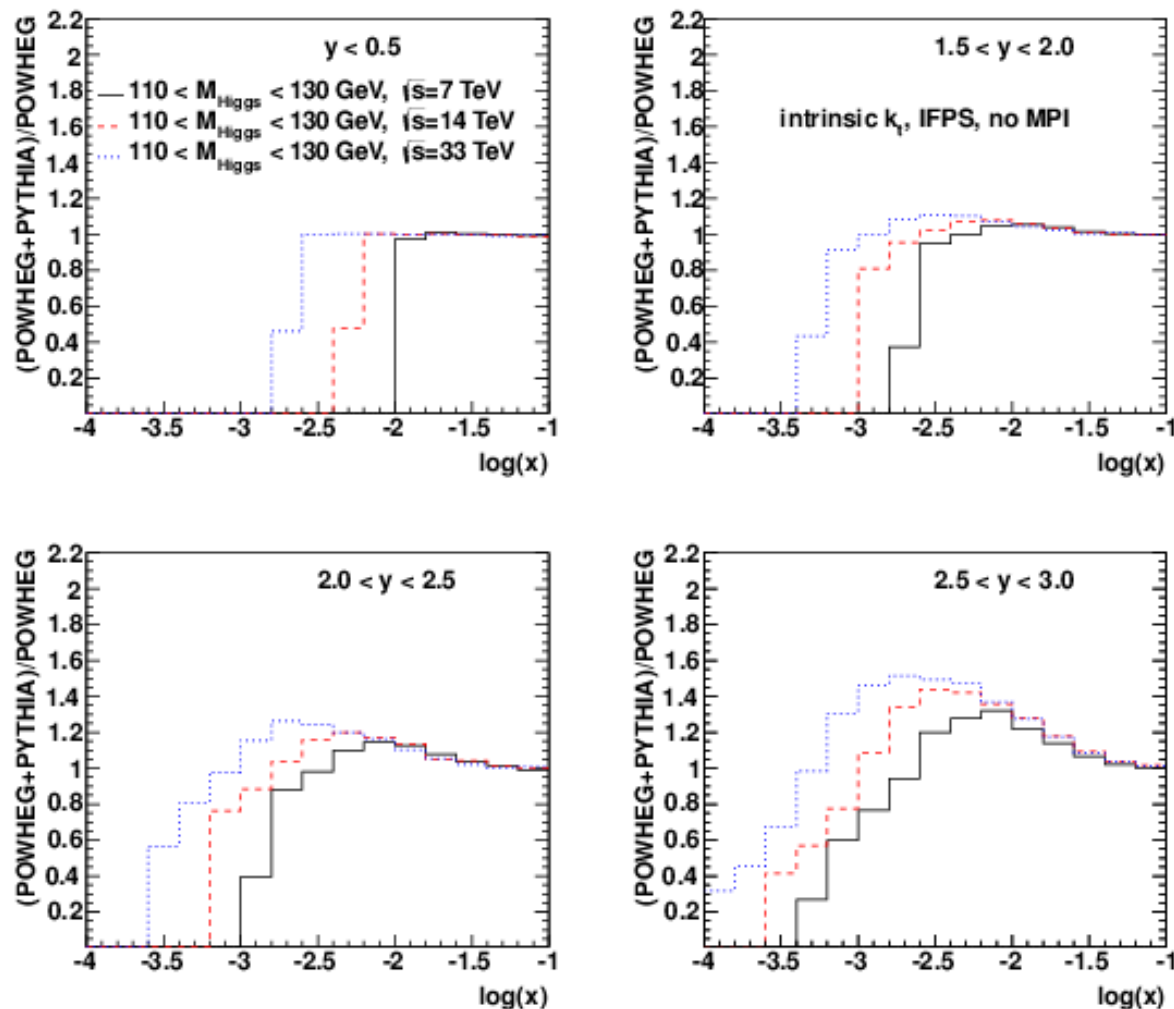 (POWHEG+PYTHIA)/POWHEG
2.2
2
1.8
1.6
1.4
1.2
1
0.8
0.6
0.4
0.2
y < 0.5
110 < M_Higgs < 130 GeV, √s=7 TeV
110 < M_Higgs < 130 GeV, √s=14 TeV
110 < M_Higgs < 130 GeV, √s=33 TeV
-4 -3.5 -3 -2.5 -2 -1.5 -1
log(x)
(POWHEG+PYTHIA)/POWHEG
2.2
2
1.8
1.6
1.4
1.2
1
0.8
0.6
0.4
0.2
1.5 < y < 2.0
intrinsic k_t, IFPS, no MPI
-4 -3.5 -3 -2.5 -2 -1.5 -1
log(x)
(POWHEG+PYTHIA)/POWHEG
2.2
2
1.8
1.6
1.4
1.2
1
0.8
0.6
0.4
0.2
2.0 < y < 2.5
-4 -3.5 -3 -2.5 -2 -1.5 -1
log(x)
(POWHEG+PYTHIA)/POWHEG
2.2
2
1.8
1.6
1.4
1.2
1
0.8
0.6
0.4
0.2
2.5 < y < 3.0
-4 -3.5 -3 -2.5 -2 -1.5 -1
log(x)